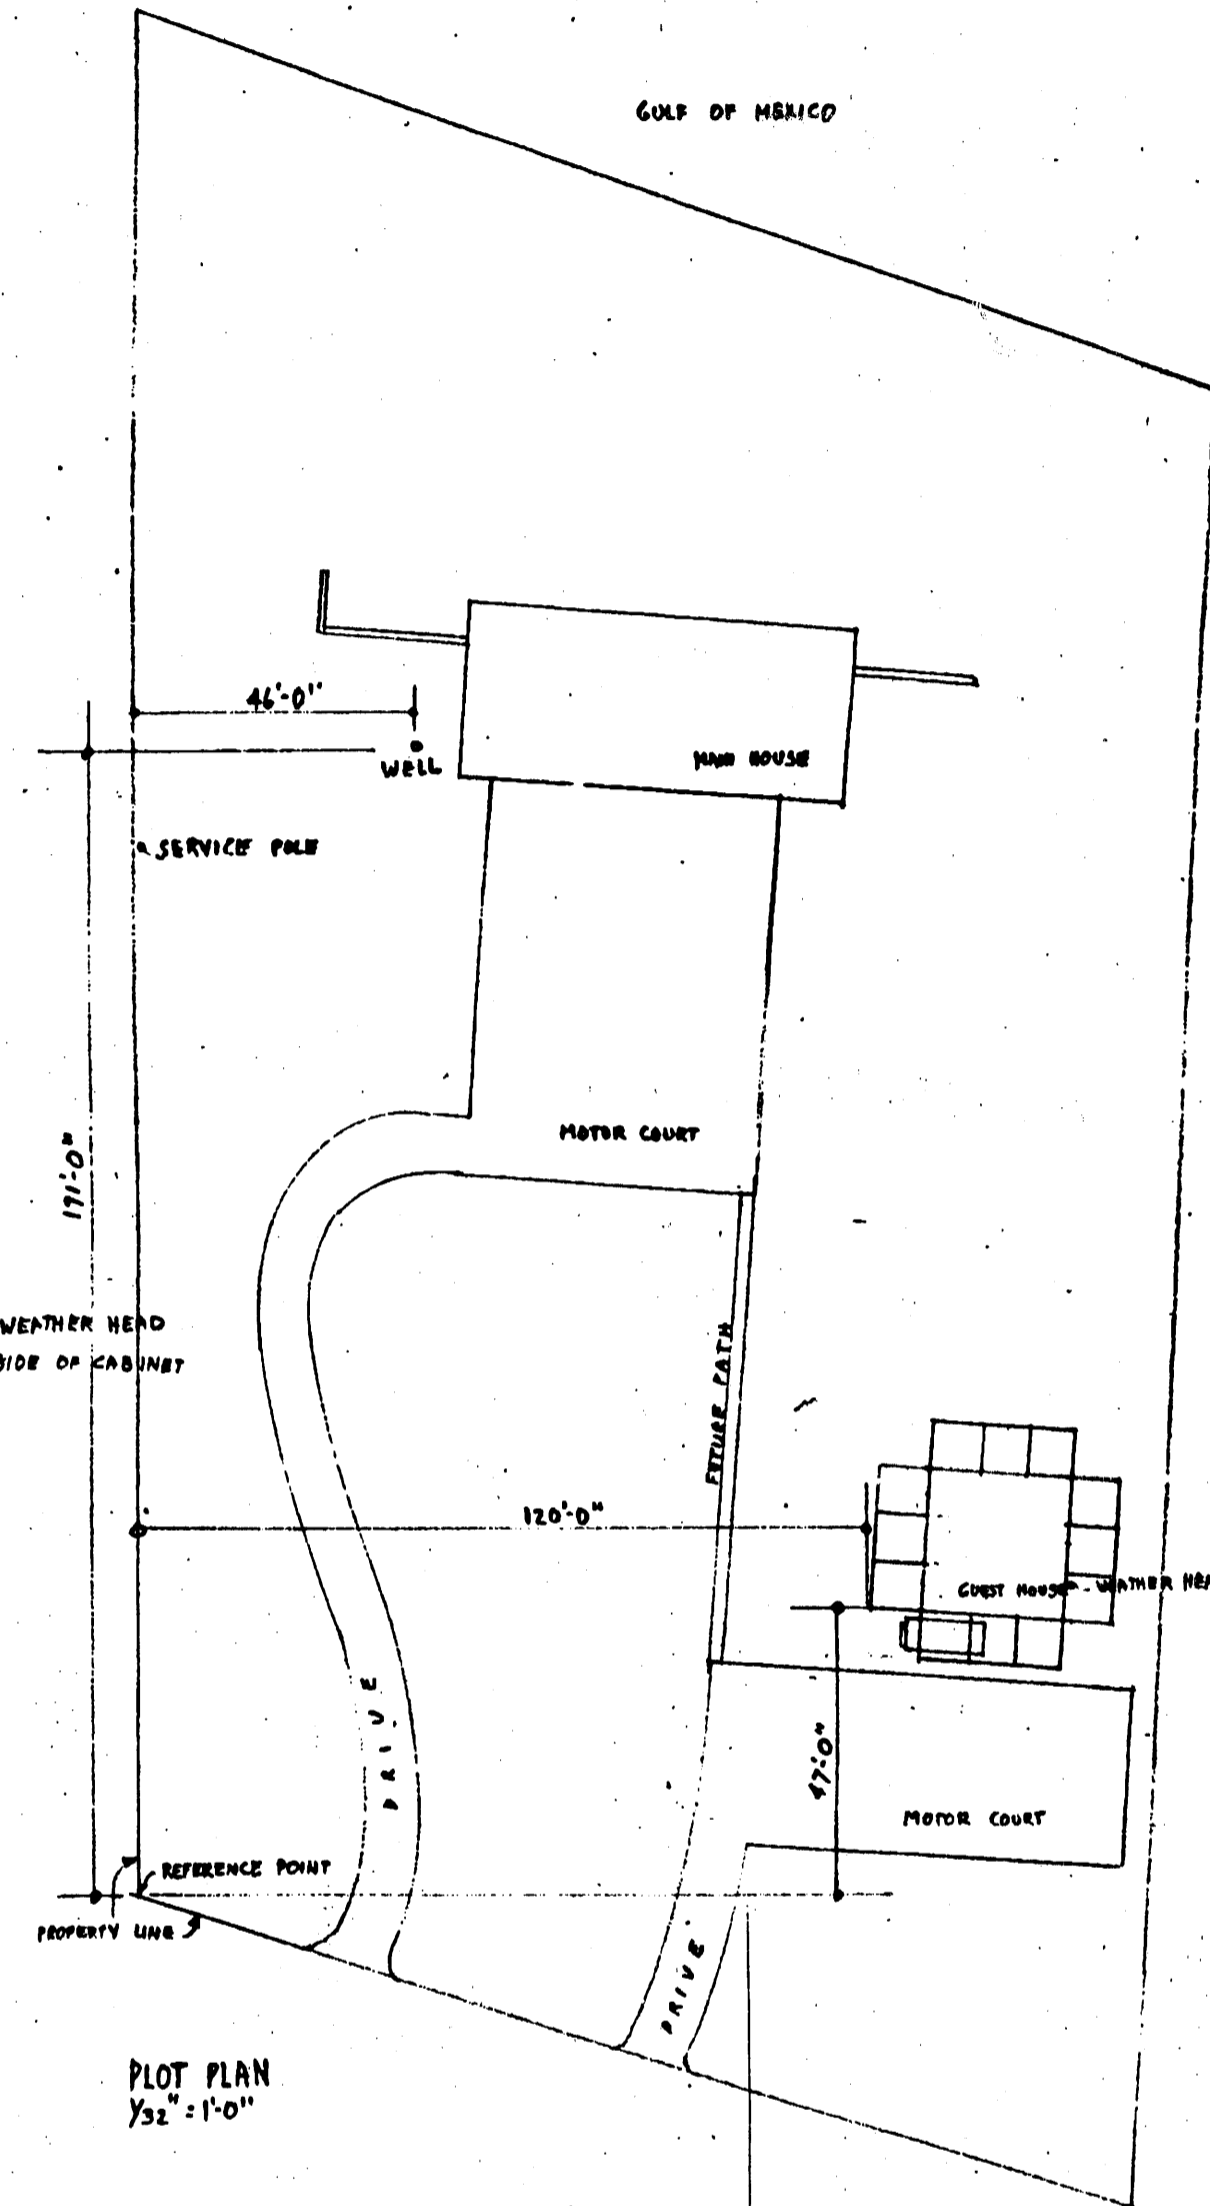 GULF OF MEXICO
46'-0"
WELL
MAIN HOUSE
SERVICE POLE
MOTOR COURT
191'-0"
WEATHER HEAD
SIDE OF CABINET
FUTURE PATH
120'-0"
GUEST HOUSE - WEATHER HEA
DRIVE
47'-0"
MOTOR COURT
REFERENCE POINT
PROPERTY LINE
DRIVE
PLOT PLAN
1/32" = 1'-0"